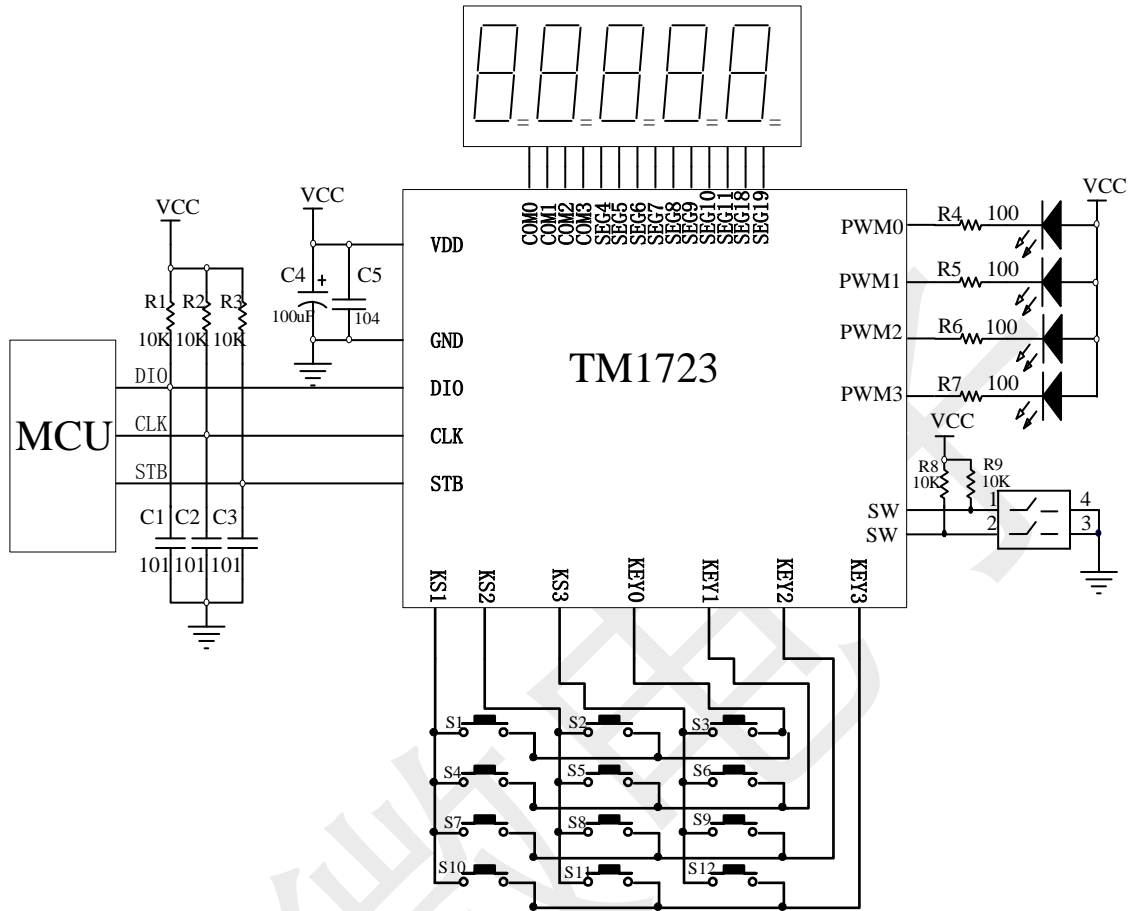 COM0
COM1
COM2
COM3
SEG4
SEG5
SEG6
SEG7
SEG8
SEG9
SEG10
SEG11
SEG18
SEG19
VCC
R1
R2
R3
10K
10K
10K
VCC
C4
+
C5
100uF
104
MCU
DIO
CLK
STB
C1
C2
C3
101
101
101
VDD
GND
DIO
CLK
STB
TM1723
PWM0
PWM1
PWM2
PWM3
SW
SW
VCC
R4
100
R5
100
R6
100
R7
100
VCC
R8
10K
R9
10K
1
2
4
3
KS1
KS2
KS3
KEY0
KEY1
KEY2
KEY3
S1
S2
S3
S4
S5
S6
S7
S8
S9
S10
S11
S12